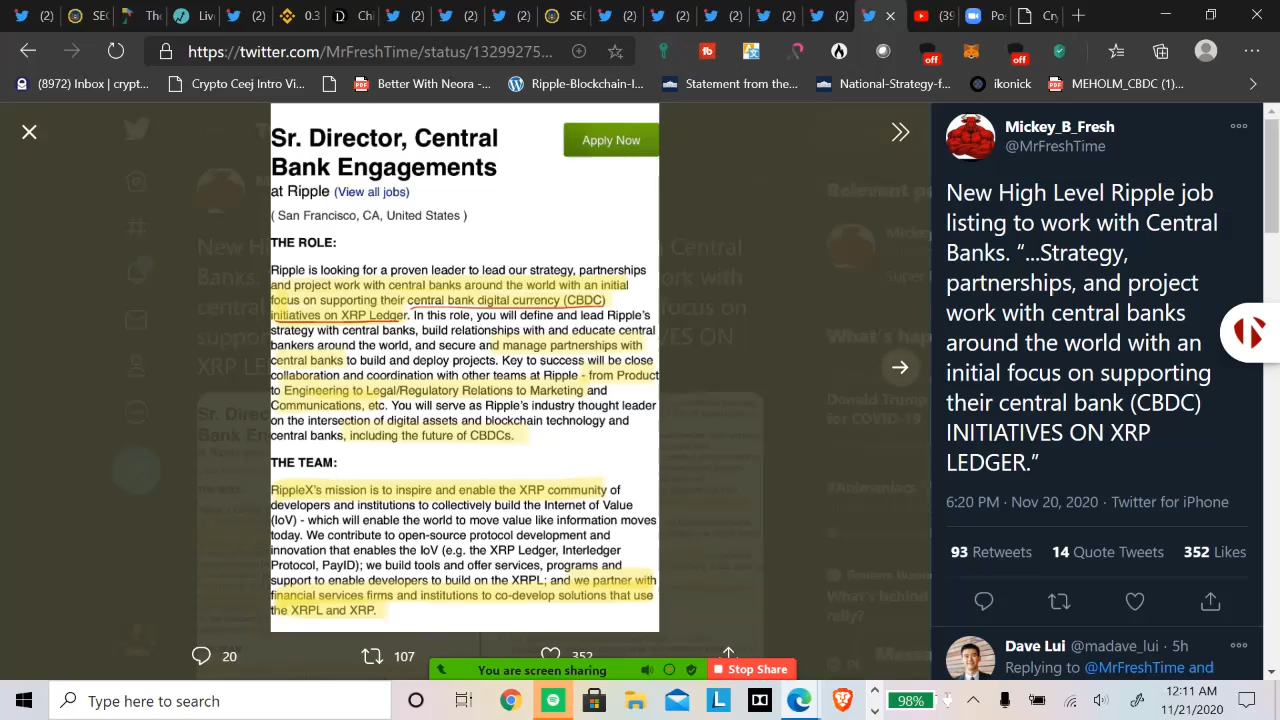 SEC
Po
https://twitter.com/MrFreshTime/status/13299275...
off
off
(8972) Inbox | crypt...
Crypto Ceej Intro Vi...
Better With Neora -...
Ripple-Blockchain-I...
Statement from the...
National-Strategy-f...
ikonick
MEHOLM_CBDC (1)...
Sr. Director, Central
Bank Engagements
Apply Now
at Ripple (View all jobs)
( San Francisco, CA, United States )
THE ROLE:
Ripple is looking for a proven leader to lead our strategy, partnerships
and project work with central banks around the world with an initial
focus on supporting their central bank digital currency (CBDC)
initiatives on XRP Ledger. In this role, you will define and lead Ripple's
strategy with central banks, build relationships with and educate central
bankers around the world, and secure and manage partnerships with
central banks to build and deploy projects. Key to success will be close
collaboration and coordination with other teams at Ripple - from Product
to Engineering to Legal/Regulatory Relations to Marketing and
Communications, etc. You will serve as Ripple's industry thought leader
on the intersection of digital assets and blockchain technology and
central banks, including the future of CBDCs.
THE TEAM:
RippleX's mission is to inspire and enable the XRP community of
developers and institutions to collectively build the Internet of Value
(IoV) - which will enable the world to move value like information moves
today. We contribute to open-source protocol development and
innovation that enables the IoV (e.g. the XRP Ledger, Interledger
Protocol, PayID); we build tools and offer services, programs and
support to enable developers to build on the XRPL; and we partner with
financial services firms and institutions to co-develop solutions that use
the XRPL and XRP.
20
107
352
Mickey_B_Fresh
@MrFreshTime
New High Level Ripple job
listing to work with Central
Banks. “...Strategy,
partnerships, and project
work with central banks
around the world with an
initial focus on supporting
their central bank (CBDC)
INITIATIVES ON XRP
LEDGER.”
6:20 PM · Nov 20, 2020 · Twitter for iPhone
93 Retweets 14 Quote Tweets 352 Likes
Dave Lui @madave_lui · 5h
Replying to @MrFreshTime and
You are screen sharing
Stop Share
Type here to search
98%
12:11 AM
11/21/2020